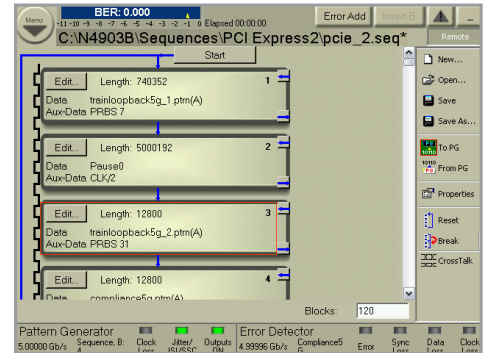 Menu
BER: 0.000
-11 -10 -9 -8 -7 -6 -5 -4 -3 -2 -1 0 Elapsed 00:00:00
Error Add
Insert B
C:\N4903B\Sequences\PCI Express2\pcie_2.seq*
Remote
Start
New...
Edit... Length: 740352 1
Open...
Data trainloopback5g_1.ptrn(A)
Aux-Data PRBS 7
Save
Save As...
Edit... Length: 5000192 2
To PG
Data Pause0
Aux-Data CLK/2
From PG
Properties
Edit... Length: 12800 3
Data trainloopback5g_2.ptrn(A)
Aux-Data PRBS 31
Reset
Break
CrossTalk
Edit... Length: 12800 4
Data compliance5g.ptrn(A)
Blocks: 120
Pattern Generator
Error Detector
5.00000 Gb/s Sequence, B: 4 Clock Loss Jitter/ ISI/SSC Outputs ON 4.99996 Gb/s Compliance5 G Error Sync Loss Data Loss Clock Loss